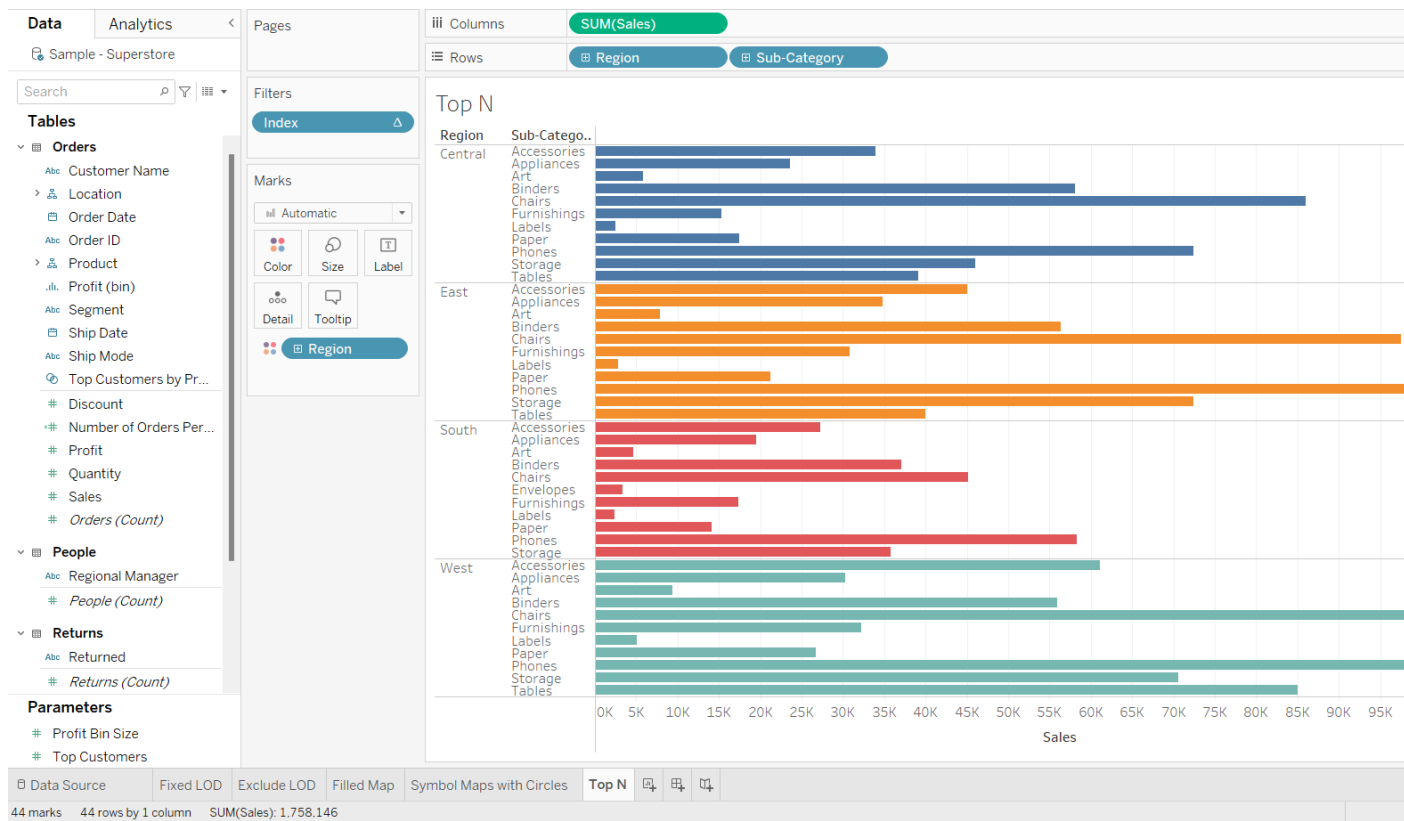 Data Analytics
Sample - Superstore
Search
Tables
Orders
Abc Customer Name
Location
Order Date
Abc Order ID
Product
Profit (bin)
Abc Segment
Ship Date
Abc Ship Mode
Top Customers by Pr...
# Discount
=# Number of Orders Per...
# Profit
# Quantity
# Sales
# Orders (Count)
People
Abc Regional Manager
# People (Count)
Returns
Abc Returned
# Returns (Count)
Parameters
# Profit Bin Size
# Top Customers
Pages
Filters
Index
Marks
Automatic
Color Size Label
Detail Tooltip
Region
Columns SUM(Sales)
Rows Region Sub-Category
Top N
Region Sub-Catego..
Central Accessories
Appliances
Art
Binders
Chairs
Furnishings
Labels
Paper
Phones
Storage
Tables
East Accessories
Appliances
Art
Binders
Chairs
Furnishings
Labels
Paper
Phones
Storage
Tables
South Accessories
Appliances
Art
Binders
Chairs
Envelopes
Furnishings
Labels
Paper
Phones
Storage
West Accessories
Appliances
Art
Binders
Chairs
Furnishings
Labels
Paper
Phones
Storage
Tables
0K 5K 10K 15K 20K 25K 30K 35K 40K 45K 50K 55K 60K 65K 70K 75K 80K 85K 90K 95K
Sales
Data Source Fixed LOD Exclude LOD Filled Map Symbol Maps with Circles Top N
44 marks 44 rows by 1 column SUM(Sales): 1,758,146